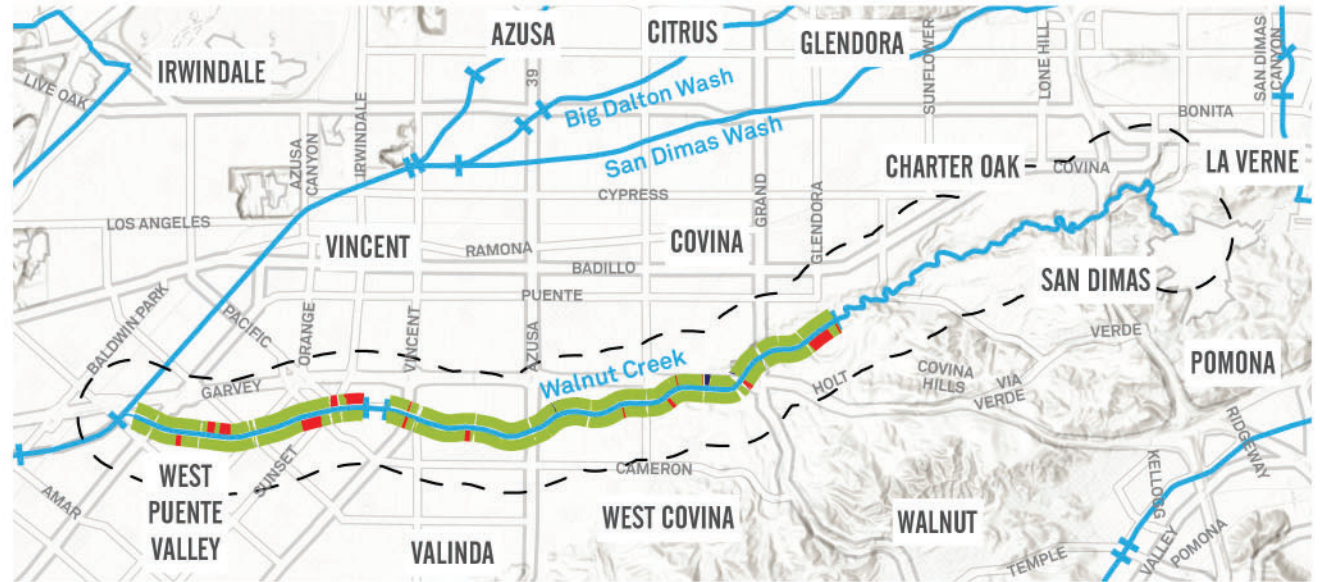 AZUSA
CITRUS
GLENDORA
IRWINDALE
LIVE OAK
39
Big Dalton Wash
San Dimas Wash
SUNFLOWER
LONE HILL
SAN DIMAS
CANYON
BONITA
AZUSA
CANYON
IRWINDALE
CHARTER OAK
COVINA
LA VERNE
CYPRESS
GRAND
GLENDORA
LOS ANGELES
VINCENT
RAMONA
COVINA
BADILLO
PUENTE
SAN DIMAS
BALDWIN PARK
PACIFIC
ORANGE
VINCENT
AZUSA
VERDE
POMONA
GARVEY
Walnut Creek
HOLT
COVINA
HILLS
VIA
VERDE
RIDGEWAY
WEST
PUENTE
VALLEY
SUNSET
CAMERON
AMAR
WEST COVINA
WALNUT
KELLOGG
VALLEY
POMONA
VALINDA
TEMPLE